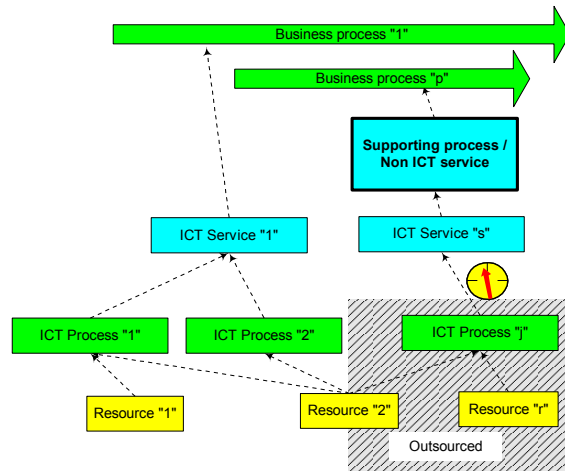 Business process "1"
Business process "p"
Supporting process /
Non ICT service
ICT Service "1"
ICT Service "s"
ICT Process "1"
ICT Process "2"
ICT Process "j"
Resource "1"
Resource "2"
Resource "r"
Outsourced